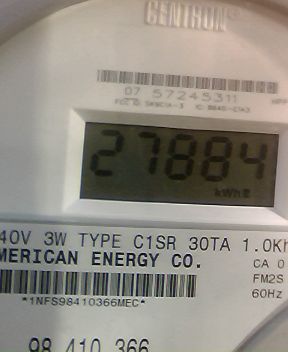 CENTRON®
07 57245311
27884
kWh
40V 3W TYPE C1SR 30TA 1.0Kh
MERICAN ENERGY CO.
CA 0
FM2S
*1NFS98410366MEC*
60Hz
98 410 366